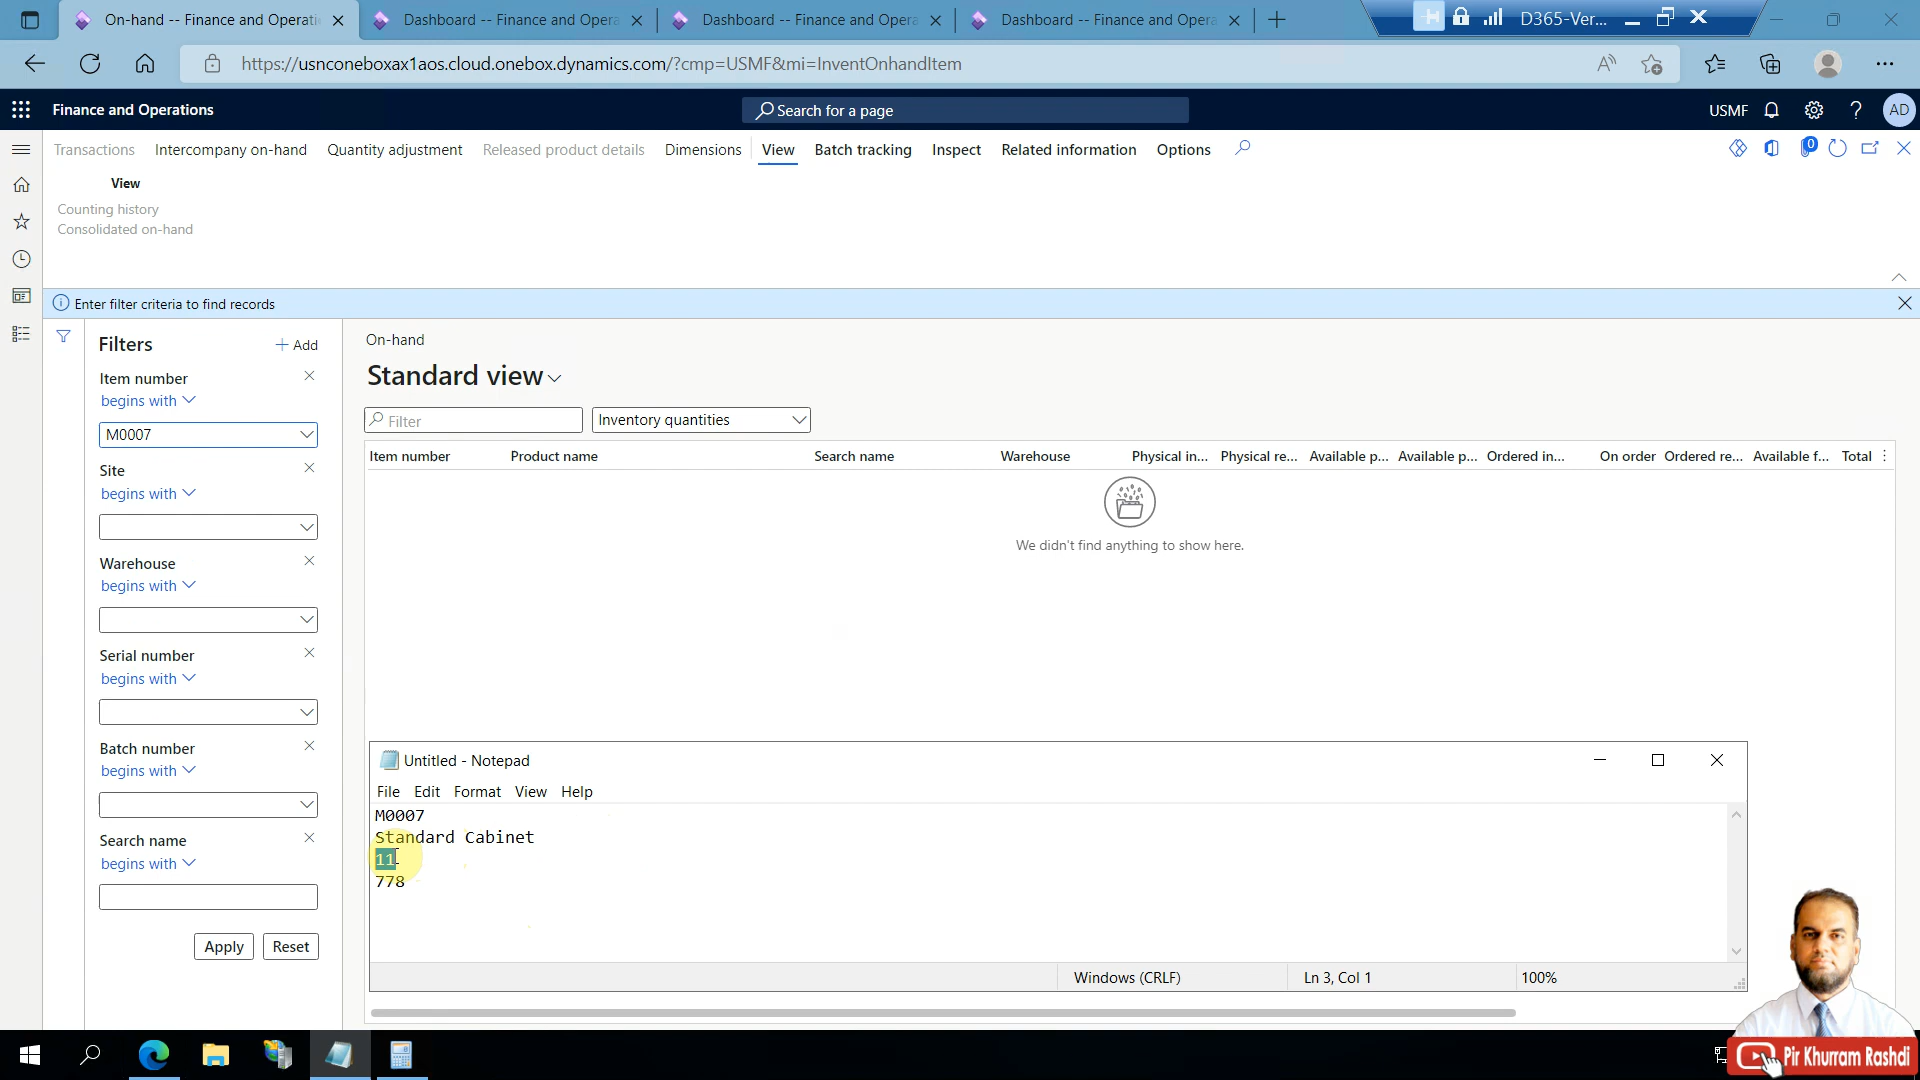 On-hand -- Finance and Operati
Dashboard -- Finance and Opera
Dashboard -- Finance and Opera
Dashboard -- Finance and Opera
D365-Ver...
https://usnconeboxax1aos.cloud.onebox.dynamics.com/?cmp=USMF&mi=InventOnhandItem
Finance and Operations
Search for a page
USMF
AD
Transactions
Intercompany on-hand
Quantity adjustment
Released product details
Dimensions
View
Batch tracking
Inspect
Related information
Options
0
View
Counting history
Consolidated on-hand
Enter filter criteria to find records
Filters
+ Add
Item number
begins with
M0007
Site
begins with
Warehouse
begins with
Serial number
begins with
Batch number
begins with
Search name
begins with
Apply
Reset
On-hand
Standard view
Filter
Inventory quantities
Item number
Product name
Search name
Warehouse
Physical in...
Physical re...
Available p...
Available p...
Ordered in...
On order
Ordered re...
Available f...
Total
We didn't find anything to show here.
Untitled - Notepad
File Edit Format View Help
M0007
Standard Cabinet
11
778
Windows (CRLF)
Ln 3, Col 1
100%
Pir Khurram Rashdi